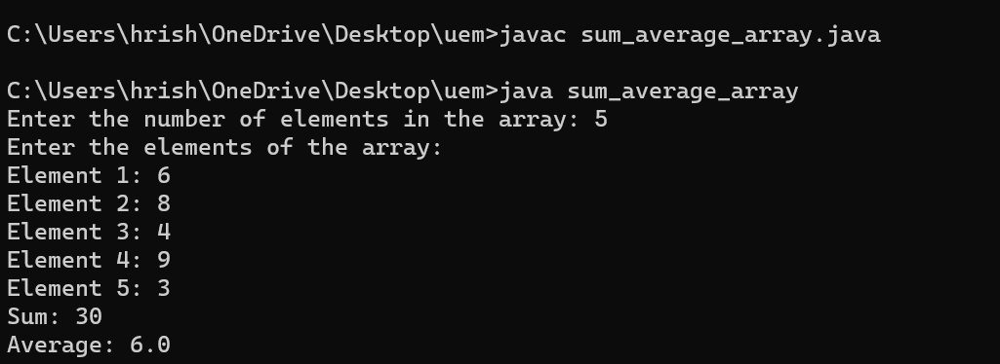 C:\Users\hrish\OneDrive\Desktop\uem>javac sum_average_array.java
C:\Users\hrish\OneDrive\Desktop\uem>java sum_average_array
Enter the number of elements in the array: 5
Enter the elements of the array:
Element 1: 6
Element 2: 8
Element 3: 4
Element 4: 9
Element 5: 3
Sum: 30
Average: 6.0